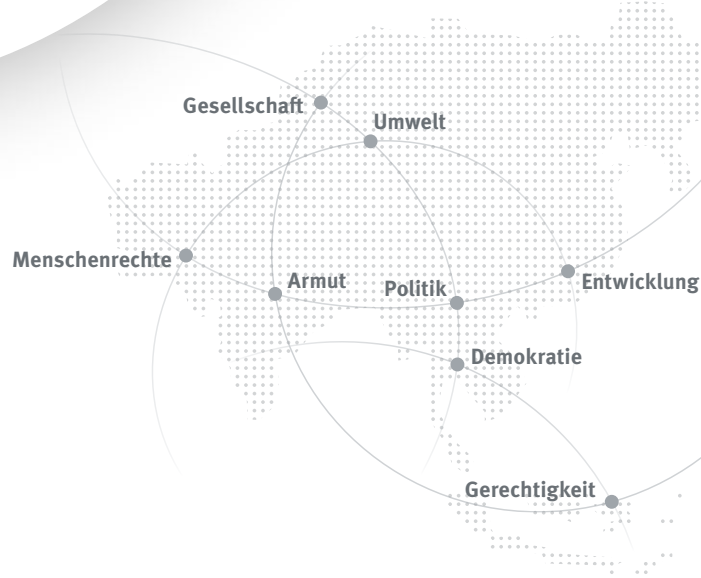 Gesellschaft
Umwelt
Menschenrechte
Armut
Politik
Entwicklung
Demokratie
Gerechtigkeit